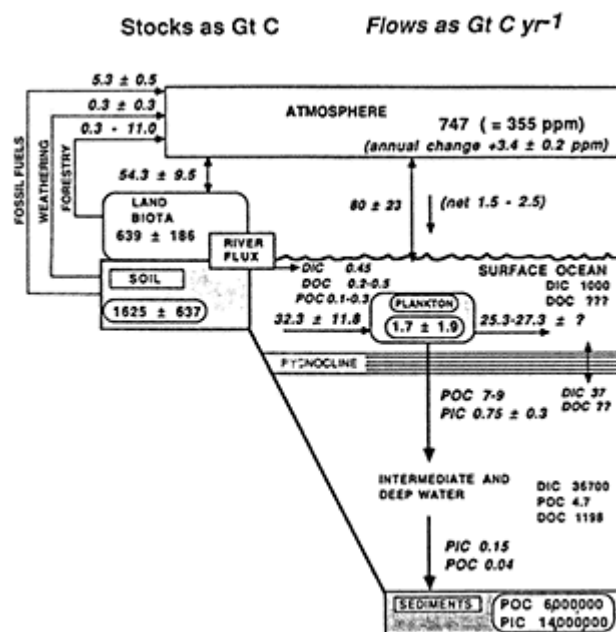 Stocks as Gt C
Flows as Gt C yr-1
5.3 ± 0.5
0.3 ± 0.3
0.3 - 11.0
ATMOSPHERE
747 ( = 355 ppm)
(annual change +3.4 ± 0.2 ppm)
FOSSIL FUELS
WEATHERING
FORESTRY
54.3 ± 9.5
80 ± 23
(net 1.5 - 2.5)
LAND
BIOTA
639 ± 186
RIVER
FLUX
SOIL
1625 ± 637
DIC 0.45
DOC 0.2-0.5
POC 0.1-0.3
SURFACE OCEAN
DIC 1000
DOC ???
PLANKTON
1.7 ± 1.9
32.3 ± 11.8
25.3-27.3 ± ?
PYCNOCLINE
DIC 37
DOC ??
POC 7-9
PIC 0.75 ± 0.3
INTERMEDIATE AND
DEEP WATER
DIC 36700
POC 4.7
DOC 1198
PIC 0.15
POC 0.04
SEDIMENTS
POC 6000000
PIC 14000000